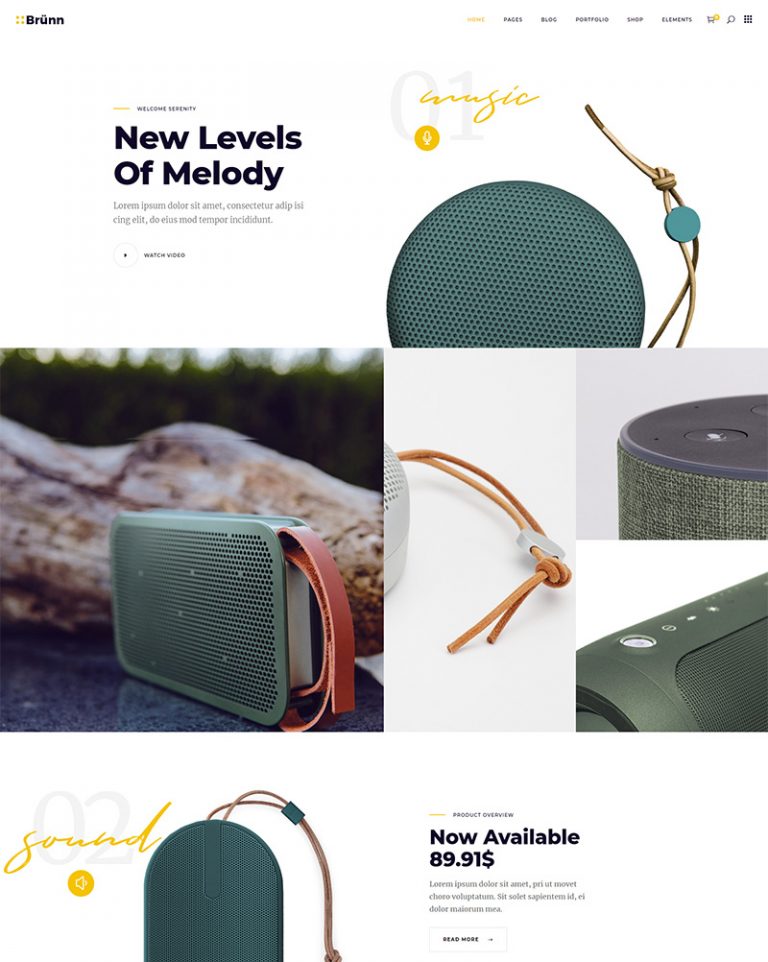 Brünn
HOME PAGES BLOG PORTFOLIO SHOP ELEMENTS
01
music
WELCOME SERENITY
New Levels
Of Melody
Lorem ipsum dolor sit amet, consectetur adip isi
cing elit, do eius mod tempor incididunt.
WATCH VIDEO
02
sound
PRODUCT OVERVIEW
Now Available
89.91$
Lorem ipsum dolor sit amet, pri ut movet
choro voluptatum. Sic solet sapientem id, ei
dolor maiorum mea.
READ MORE